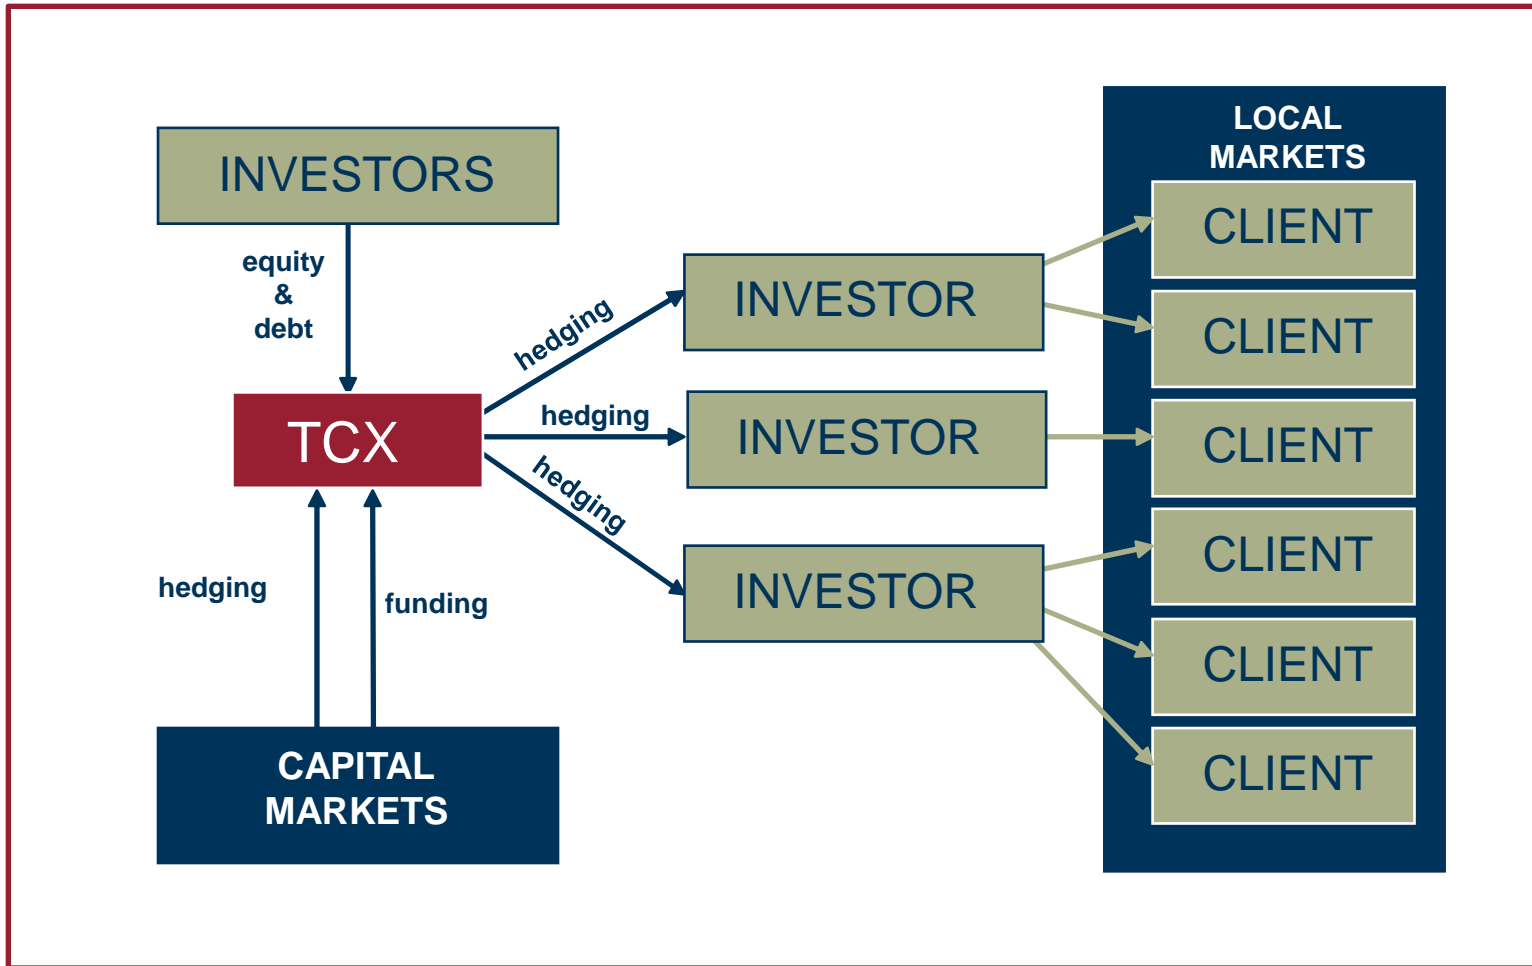 INVESTORS
equity
&
debt
TCX
hedging
funding
CAPITAL
MARKETS
hedging
hedging
hedging
INVESTOR
INVESTOR
INVESTOR
LOCAL
MARKETS
CLIENT
CLIENT
CLIENT
CLIENT
CLIENT
CLIENT